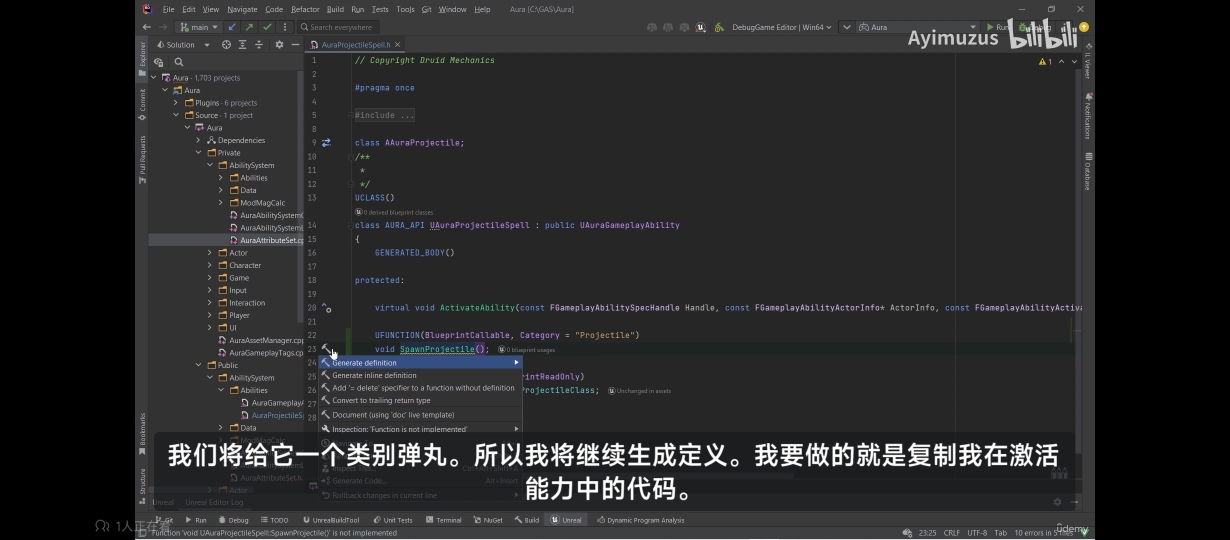 File Edit View Navigate Code Refactor Build Run Tests Tools Git Window Help Aura [C:\GAS\Aura]
main Search everywhere DebugGame Editor | Win64 Aura Run
Ayimuzus bilibili
Solution
AuraProjectileSpell.h
Explorer
Commit
Pull Requests
Bookmarks
Structure
IL Viewer
Notifications
Database
Aura · 1,703 projects
Aura
Plugins · 6 projects
Source · 1 project
Aura
Dependencies
Private
AbilitySystem
Abilities
Data
ModMagCalc
AuraAbilitySystemC
AuraAbilitySystemL
AuraAttributeSet.cp
Actor
Character
Game
Input
Interaction
Player
UI
AuraAssetManager.cpp
AuraGameplayTags.cpp
Public
AbilitySystem
Abilities
AuraGameplayA
AuraProjectileS
Data
ModMagCalc
AuraAbilitySystem
AuraAttributeSet.h
Actor
1 // Copyright Druid Mechanics
1
2
3 #pragma once
4
5 #include ...
8
9 class AAuraProjectile;
10 /**
11 *
12 */
13 UCLASS()
0 derived blueprint classes
14 class AURA_API UAuraProjectileSpell : public UAuraGameplayAbility
15 {
16 GENERATED_BODY()
17
18 protected:
19
20 virtual void ActivateAbility(const FGameplayAbilitySpecHandle Handle, const FGameplayAbilityActorInfo* ActorInfo, const FGameplayAbilityActiva
21
22 UFUNCTION(BlueprintCallable, Category = "Projectile")
23 void SpawnProjectile(); 0 blueprint usages
24
25 rintReadOnly)
26 rojectileClass; Unchanged in assets
27
28
Generate definition
Generate inline definition
Add '= delete' specifier to a function without definition
Convert to trailing return type
Document (using 'doc' live template)
Inspection: 'Function is not implemented'
Generate Code... Alt+Insert
Rollback changes in current line
我们将给它一个类别弹丸。所以我将继续生成定义。我要做的就是复制我在激活
能力中的代码。
Unreal Unreal Editor Log
1人正在看
Git Run Debug TODO UnrealBuildTool Unit Tests Terminal NuGet Build Unreal Dynamic Program Analysis
Function 'void UAuraProjectileSpell::SpawnProjectile()' is not implemented 23:25 CRLF UTF-8 Tab 10 errors in 5 files
ûdemy